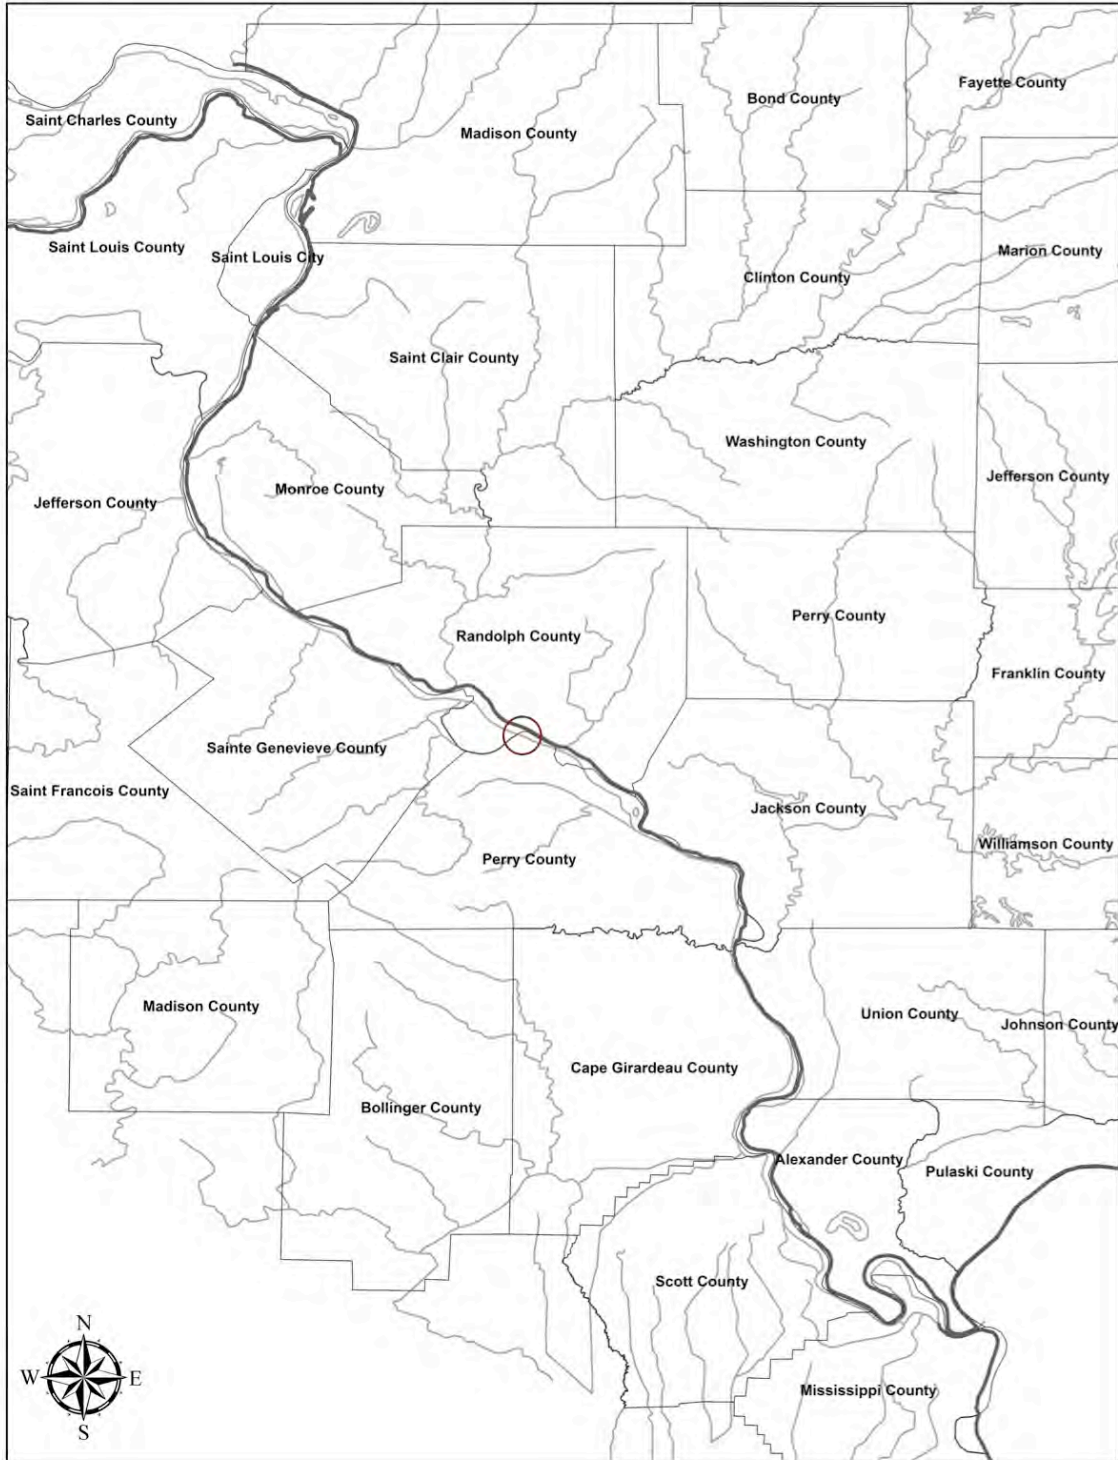 Fayette County
Bond County
Saint Charles County
Madison County
Saint Louis County
Saint Louis City
Marion County
Clinton County
Saint Clair County
Washington County
Jefferson County
Monroe County
Jefferson County
Perry County
Randolph County
Franklin County
Sainte Genevieve County
Saint Francois County
Jackson County
Williamson County
Perry County
Madison County
Union County
Johnson County
Cape Girardeau County
Bollinger County
Alexander County
Pulaski County
Scott County
N
W
E
S
Mississippi County